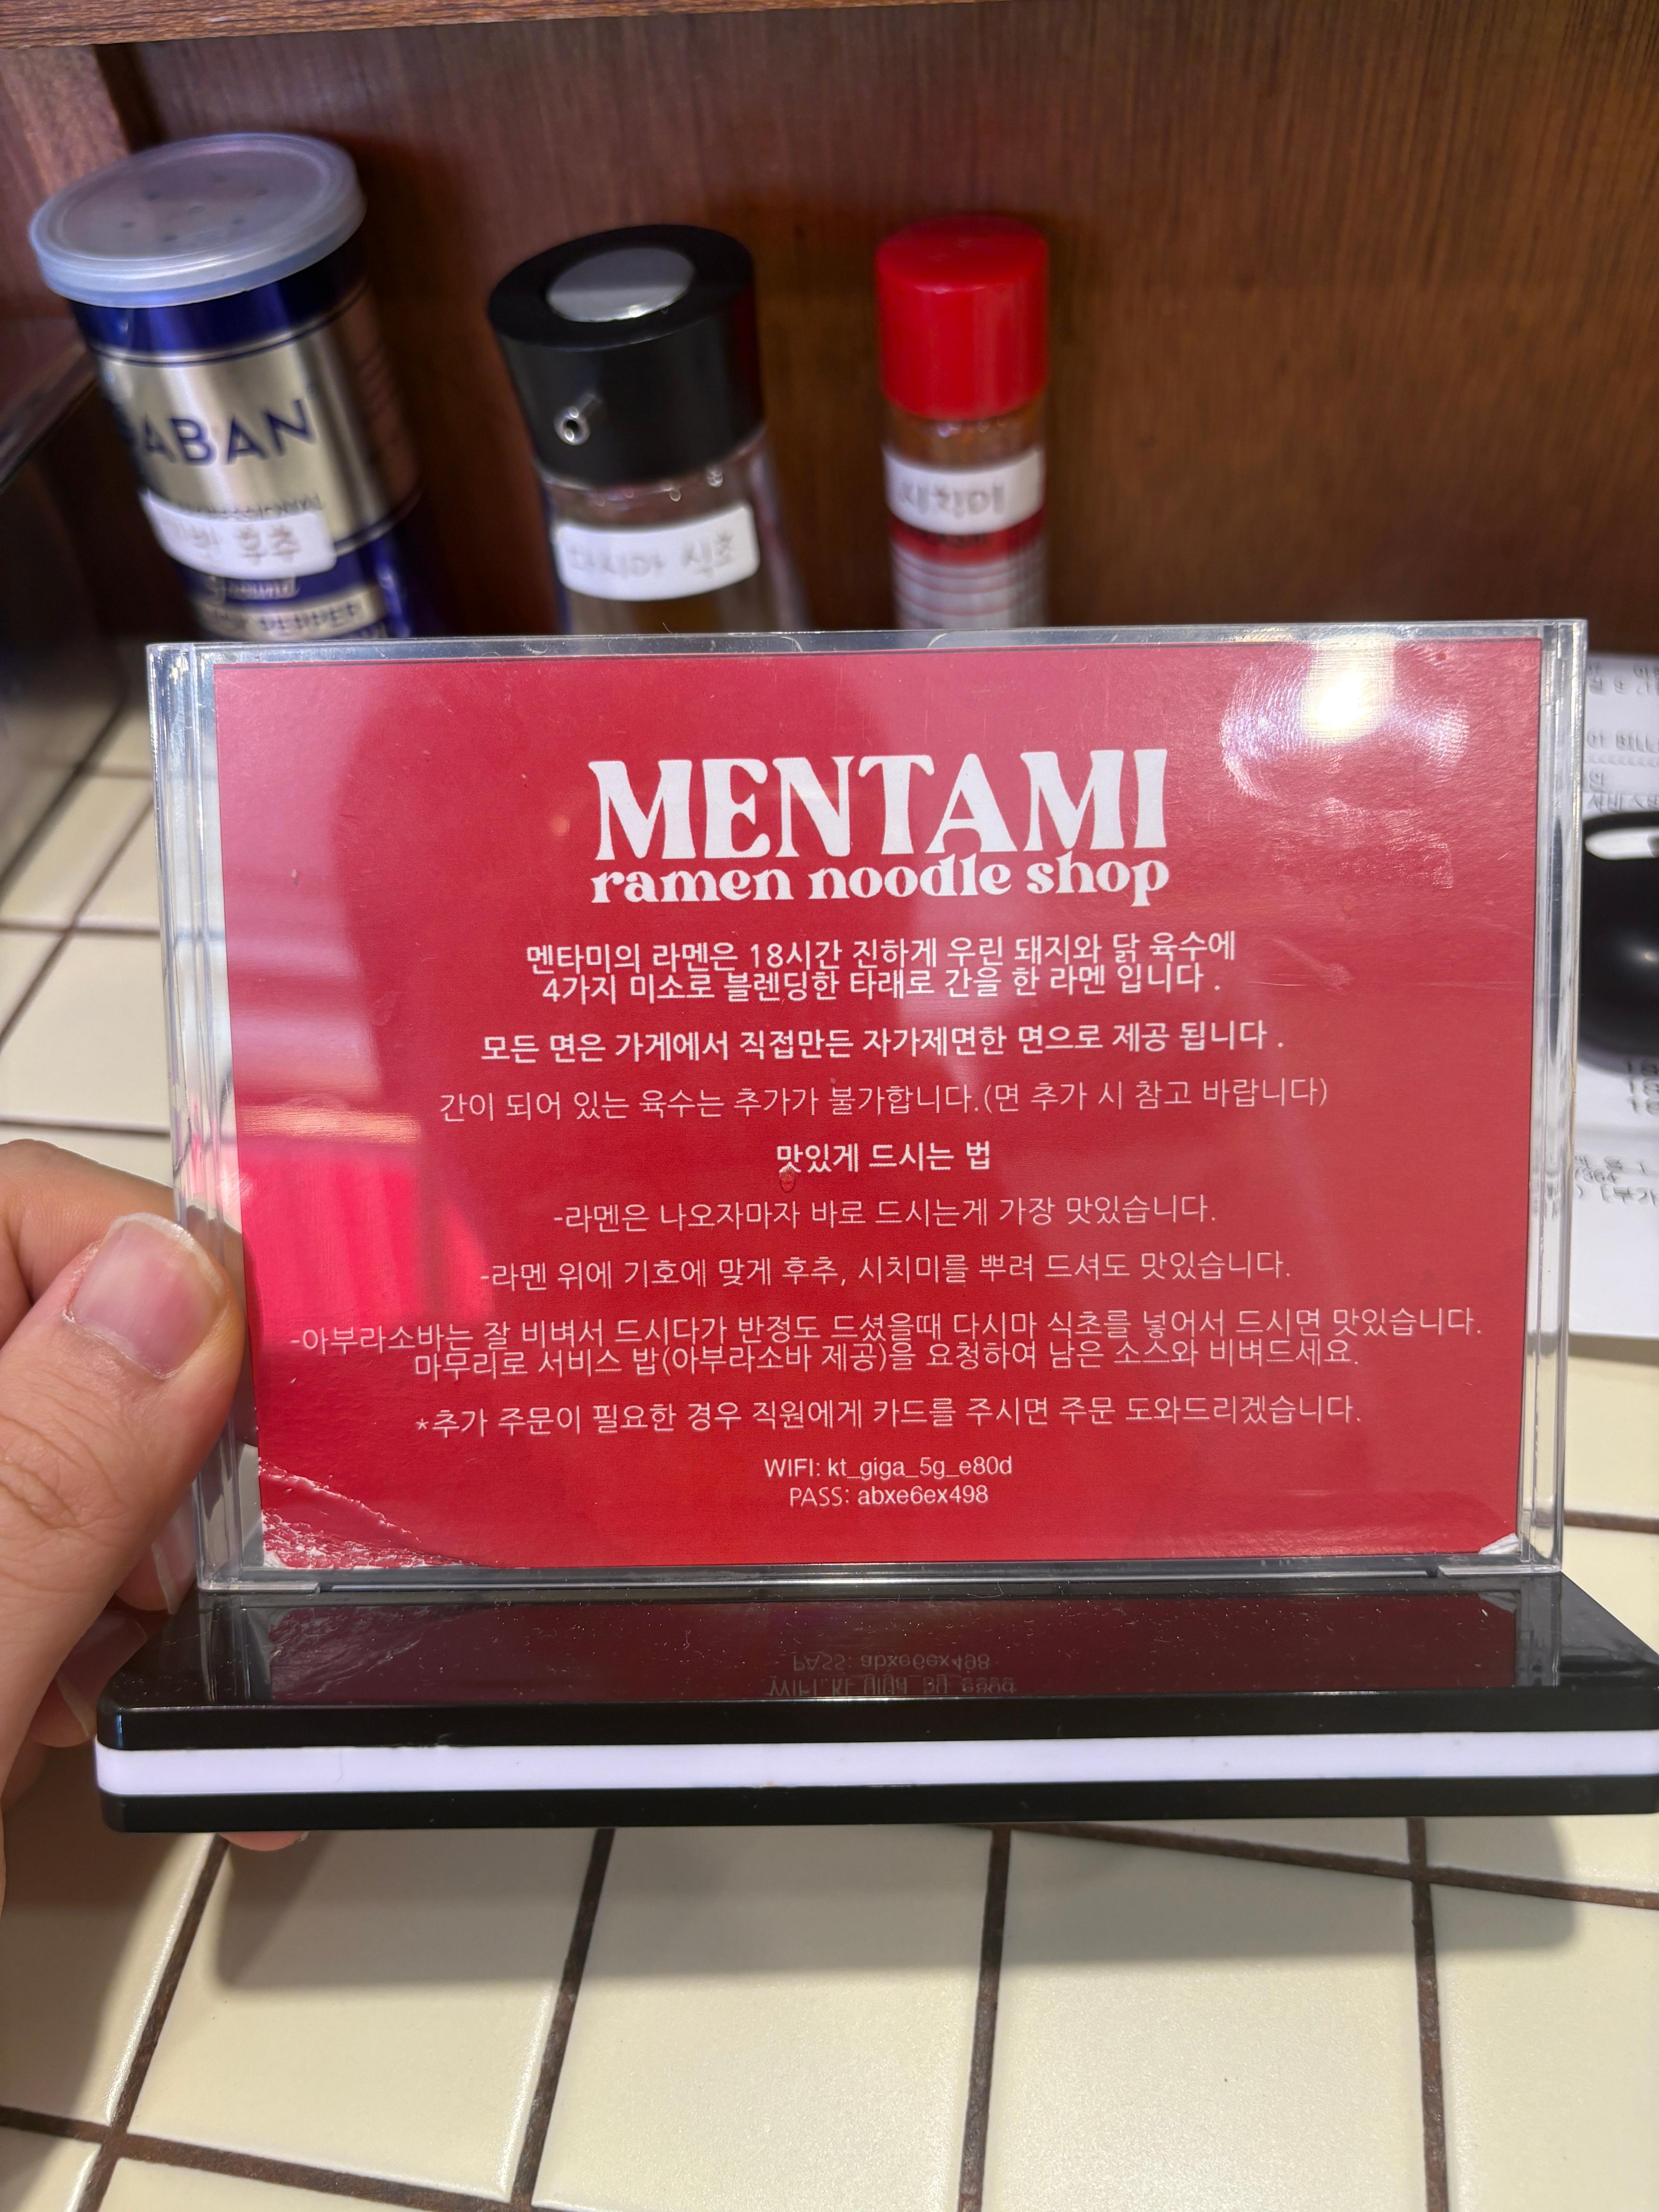 ABAN
후추
식초
시치미
PEPPER
MENTAMI
ramen noodle shop
멘타미의 라멘은 18시간 진하게 우린 돼지와 닭 육수에
4가지 미소로 블렌딩한 타래로 간을 한 라멘 입니다 .
모든 면은 가게에서 직접만든 자가제면한 면으로 제공 됩니다 .
간이 되어 있는 육수는 추가가 불가합니다.(면 추가 시 참고 바랍니다)
맛있게 드시는 법
-라멘은 나오자마자 바로 드시는게 가장 맛있습니다.
-라멘 위에 기호에 맞게 후추, 시치미를 뿌려 드셔도 맛있습니다.
-아부라소바는 잘 비벼서 드시다가 반정도 드셨을때 다시마 식초를 넣어서 드시면 맛있습니다.
마무리로 서비스 밥(아부라소바 제공)을 요청하여 남은 소스와 비벼드세요.
*추가 주문이 필요한 경우 직원에게 카드를 주시면 주문 도와드리겠습니다.
WIFI: kt_giga_5g_e80d
PASS: abxe6ex498